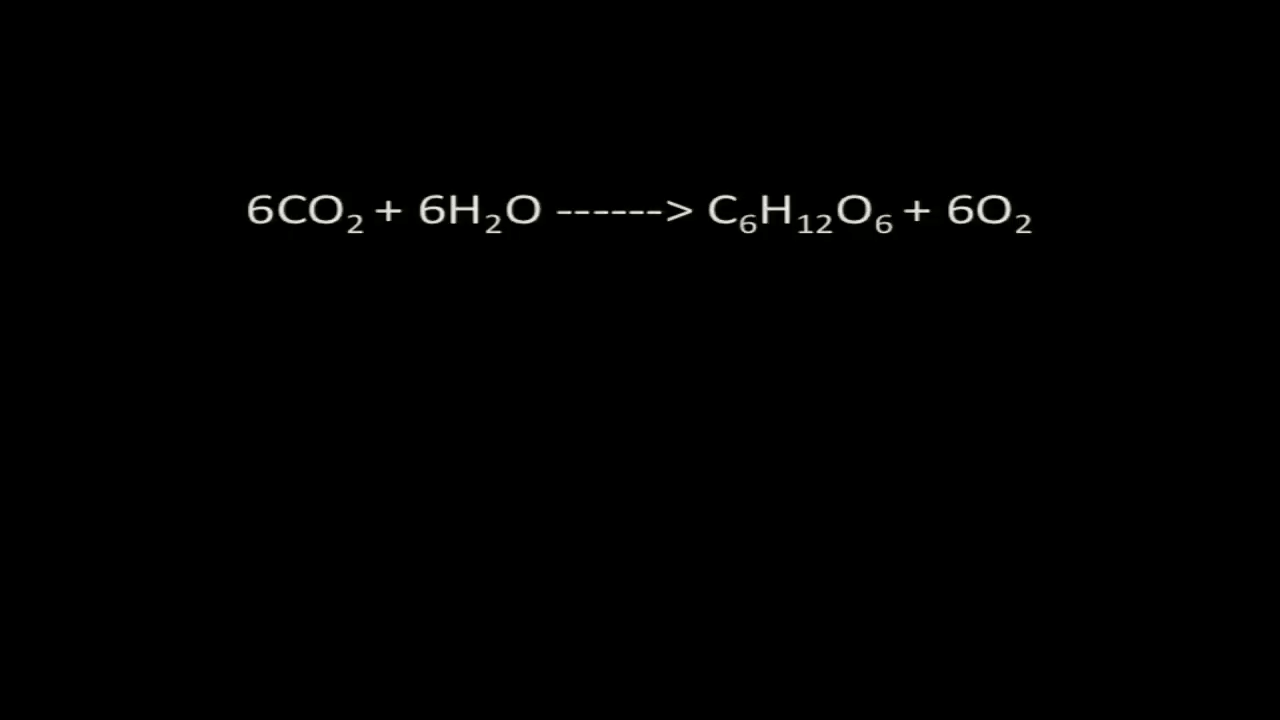 6CO₂ + 6H₂O ------> C₆H₁₂O₆ + 6O₂